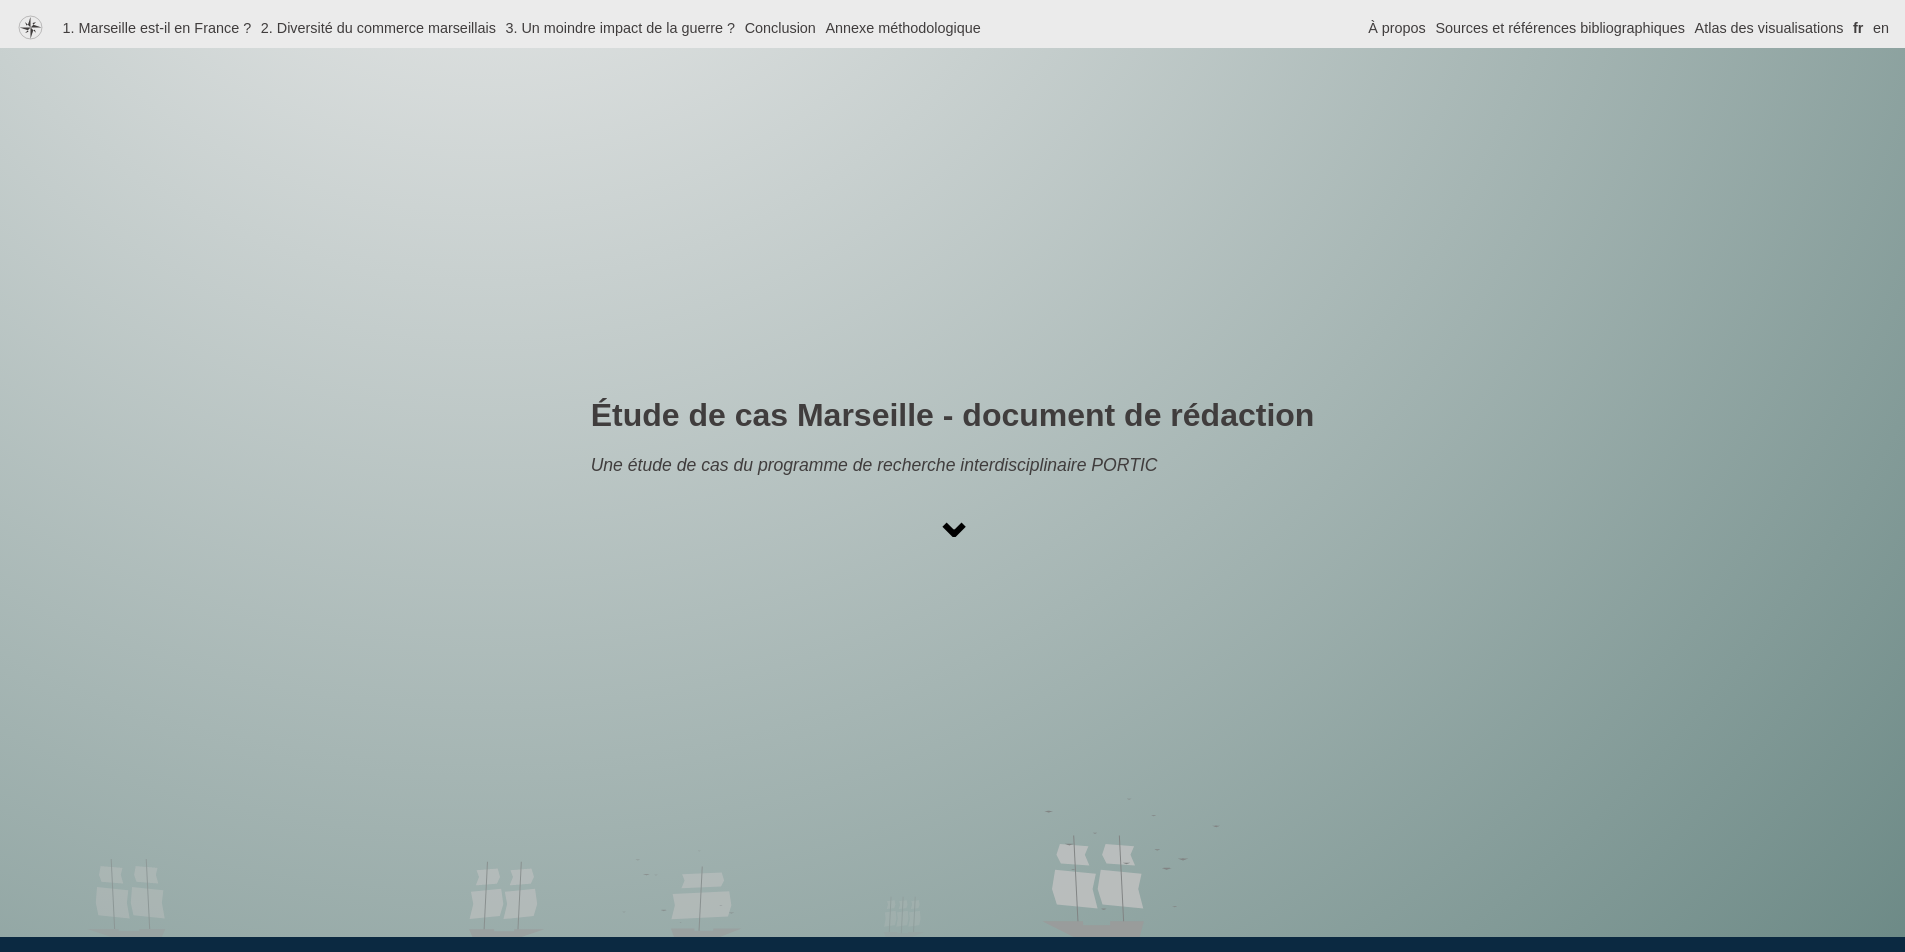 1. Marseille est-il en France ? 2. Diversité du commerce marseillais 3. Un moindre impact de la guerre ? Conclusion Annexe méthodologique À propos Sources et références bibliographiques Atlas des visualisations fr en
Étude de cas Marseille - document de rédaction
Une étude de cas du programme de recherche interdisciplinaire PORTIC